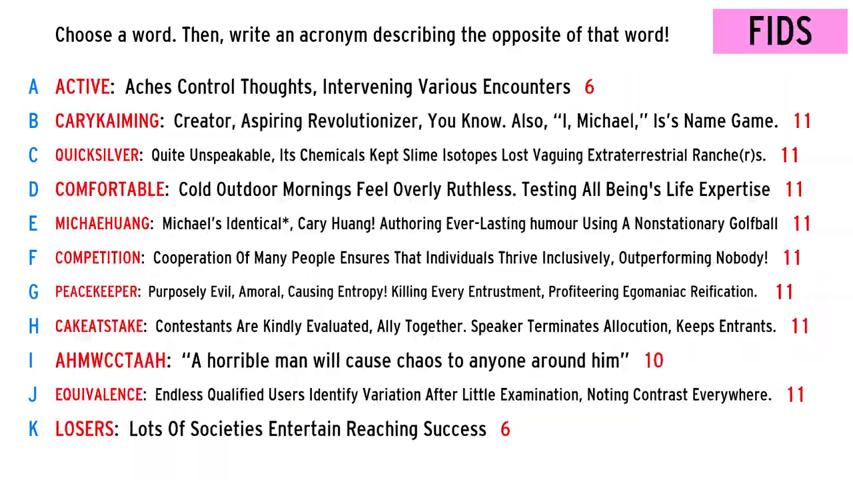 Choose a word. Then, write an acronym describing the opposite of that word!
FIDS
A ACTIVE: Aches Control Thoughts, Intervening Various Encounters 6
B CARYKAIMING: Creator, Aspiring Revolutionizer, You Know. Also, “I, Michael,” Is’s Name Game. 11
C QUICKSILVER: Quite Unspeakable, Its Chemicals Kept Slime Isotopes Lost Vaguing Extraterrestrial Ranche(r)s. 11
D COMFORTABLE: Cold Outdoor Mornings Feel Overly Ruthless. Testing All Being's Life Expertise 11
E MICHAEHUANG: Michael’s Identical*, Cary Huang! Authoring Ever-Lasting humour Using A Nonstationary Golfball 11
F COMPETITION: Cooperation Of Many People Ensures That Individuals Thrive Inclusively, Outperforming Nobody! 11
G PEACEKEEPER: Purposely Evil, Amoral, Causing Entropy! Killing Every Entrustment, Profiteering Egomaniac Reification. 11
H CAKEATSTAKE: Contestants Are Kindly Evaluated, Ally Together. Speaker Terminates Allocution, Keeps Entrants. 11
I AHMWCCTAAH: “A horrible man will cause chaos to anyone around him” 10
J EQUIVALENCE: Endless Qualified Users Identify Variation After Little Examination, Noting Contrast Everywhere. 11
K LOSERS: Lots Of Societies Entertain Reaching Success 6